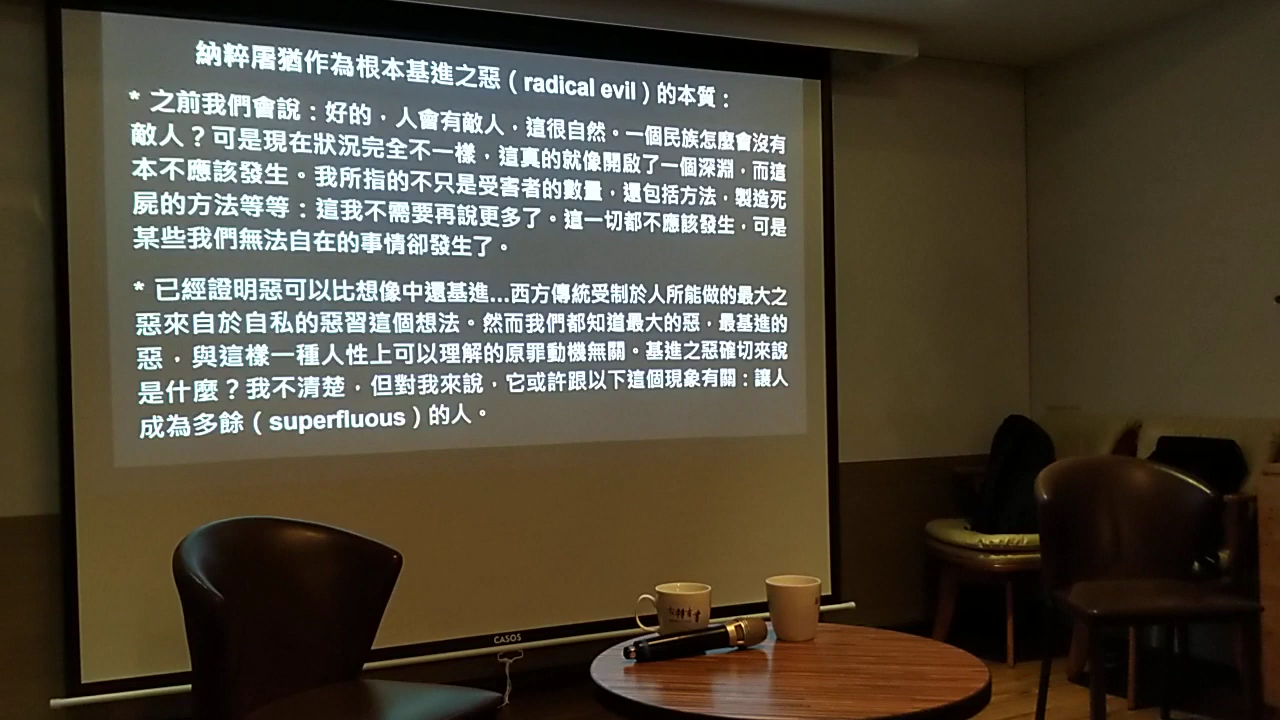 納粹屠猶作為根本基進之惡（radical evil）的本質：
* 之前我們會說：好的，人會有敵人，這很自然。一個民族怎麼會沒有
敵人？可是現在狀況完全不一樣，這真的就像開啟了一個深淵，而這
本不應該發生。我所指的不只是受害者的數量，還包括方法，製造死
屍的方法等等：這我不需要再說更多了。這一切都不應該發生，可是
某些我們無法自在的事情卻發生了。
* 已經證明惡可以比想像中還基進...西方傳統受制於人所能做的最大之
惡來自於自私的惡習這個想法。然而我們都知道最大的惡，最基進的
惡，與這樣一種人性上可以理解的原罪動機無關。基進之惡確切來說
是什麼？我不清楚，但對我來說，它或許跟以下這個現象有關：讓人
成為多餘（superfluous）的人。
CASOS